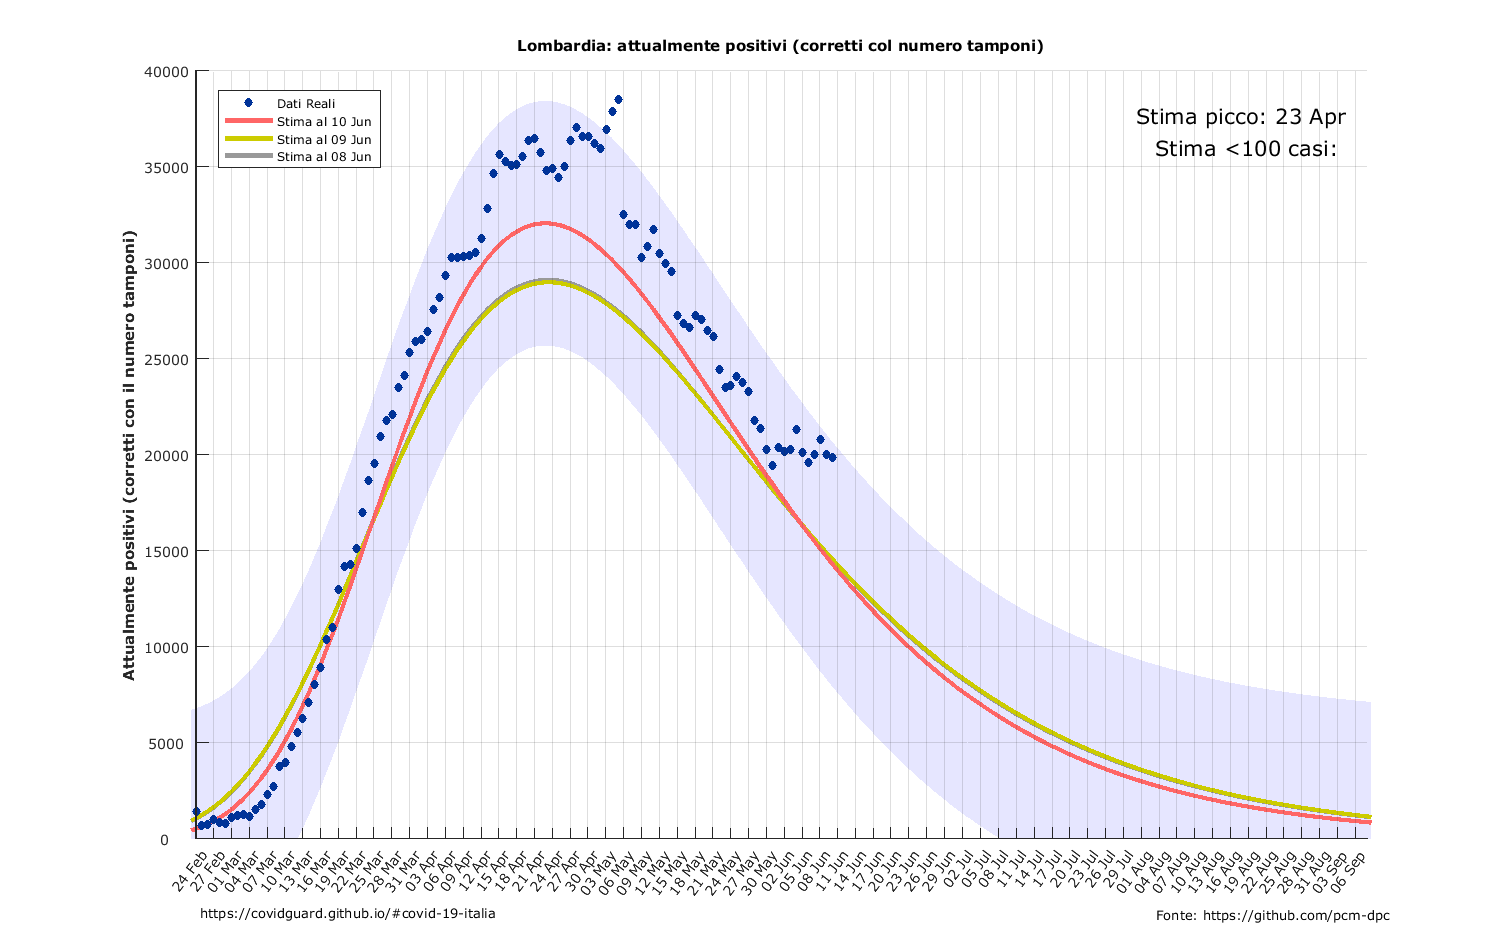 Lombardia: attualmente positivi (corretti col numero tamponi)
Attualmente positivi (corretti con il numero tamponi)
40000
35000
30000
25000
20000
15000
10000
5000
0
Dati Reali
Stima al 10 Jun
Stima al 09 Jun
Stima al 08 Jun
Stima picco: 23 Apr
Stima <100 casi:
24 Feb
27 Feb
01 Mar
04 Mar
07 Mar
10 Mar
13 Mar
16 Mar
19 Mar
22 Mar
25 Mar
28 Mar
31 Mar
03 Apr
06 Apr
09 Apr
12 Apr
15 Apr
18 Apr
21 Apr
24 Apr
27 Apr
30 Apr
03 May
06 May
09 May
12 May
15 May
18 May
21 May
24 May
27 May
30 May
02 Jun
05 Jun
08 Jun
11 Jun
14 Jun
17 Jun
20 Jun
23 Jun
26 Jun
29 Jun
02 Jul
05 Jul
08 Jul
11 Jul
14 Jul
17 Jul
20 Jul
23 Jul
26 Jul
29 Jul
01 Aug
04 Aug
07 Aug
10 Aug
13 Aug
16 Aug
19 Aug
22 Aug
25 Aug
28 Aug
31 Aug
03 Sep
06 Sep
https://covidguard.github.io/#covid-19-italia
Fonte: https://github.com/pcm-dpc